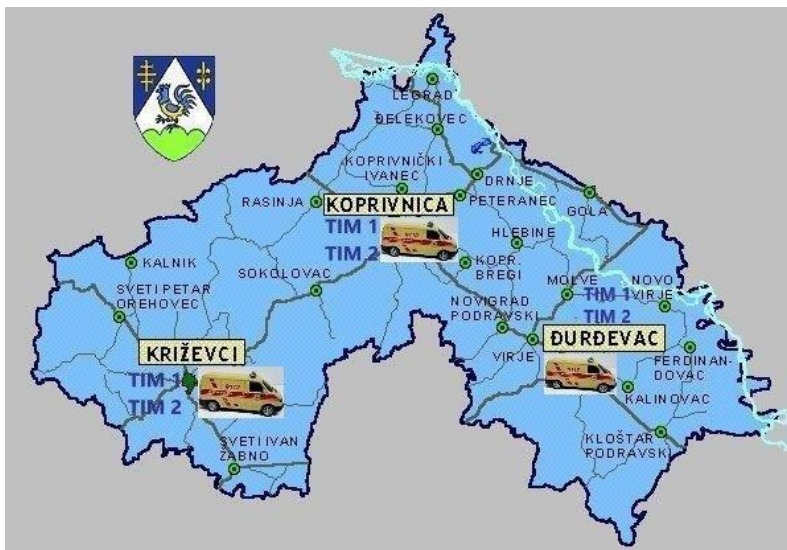 LEGRAD
ĐELEKOVEC
KOPRIVNIČKI
IVANEC
DRNJE
RASINJA
KOPRIVNICA
PETERANEC
GOLA
TIM 1
HLEBINE
TIM 2
KALNIK
KOPR.
BREGI
SOKOLOVAC
MOLVE
NOVO
VIRJE
SVETI PETAR
OREHOVEC
NOVIGRAD
PODRAVSKI
TIM 1
TIM 2
KRIŽEVCI
ĐURĐEVAC
VIRJE
FERDINAN-
DOVAC
TIM 1
TIM 2
KALINOVAC
SVETI IVAN
ŽABNO
KLOŠTAR
PODRAVSKI